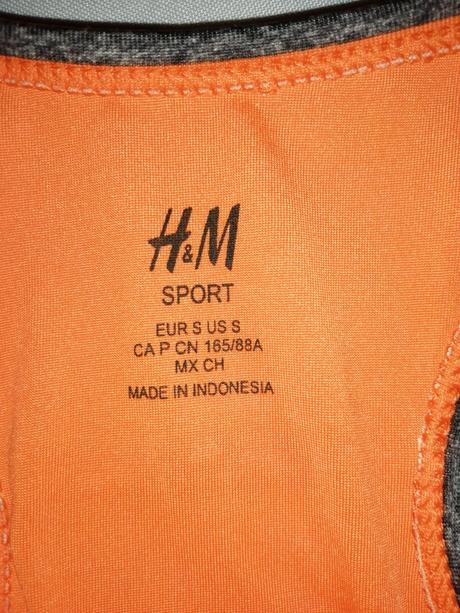 H&M
SPORT
EUR S US S
CA P CN 165/88A
MX CH
MADE IN INDONESIA